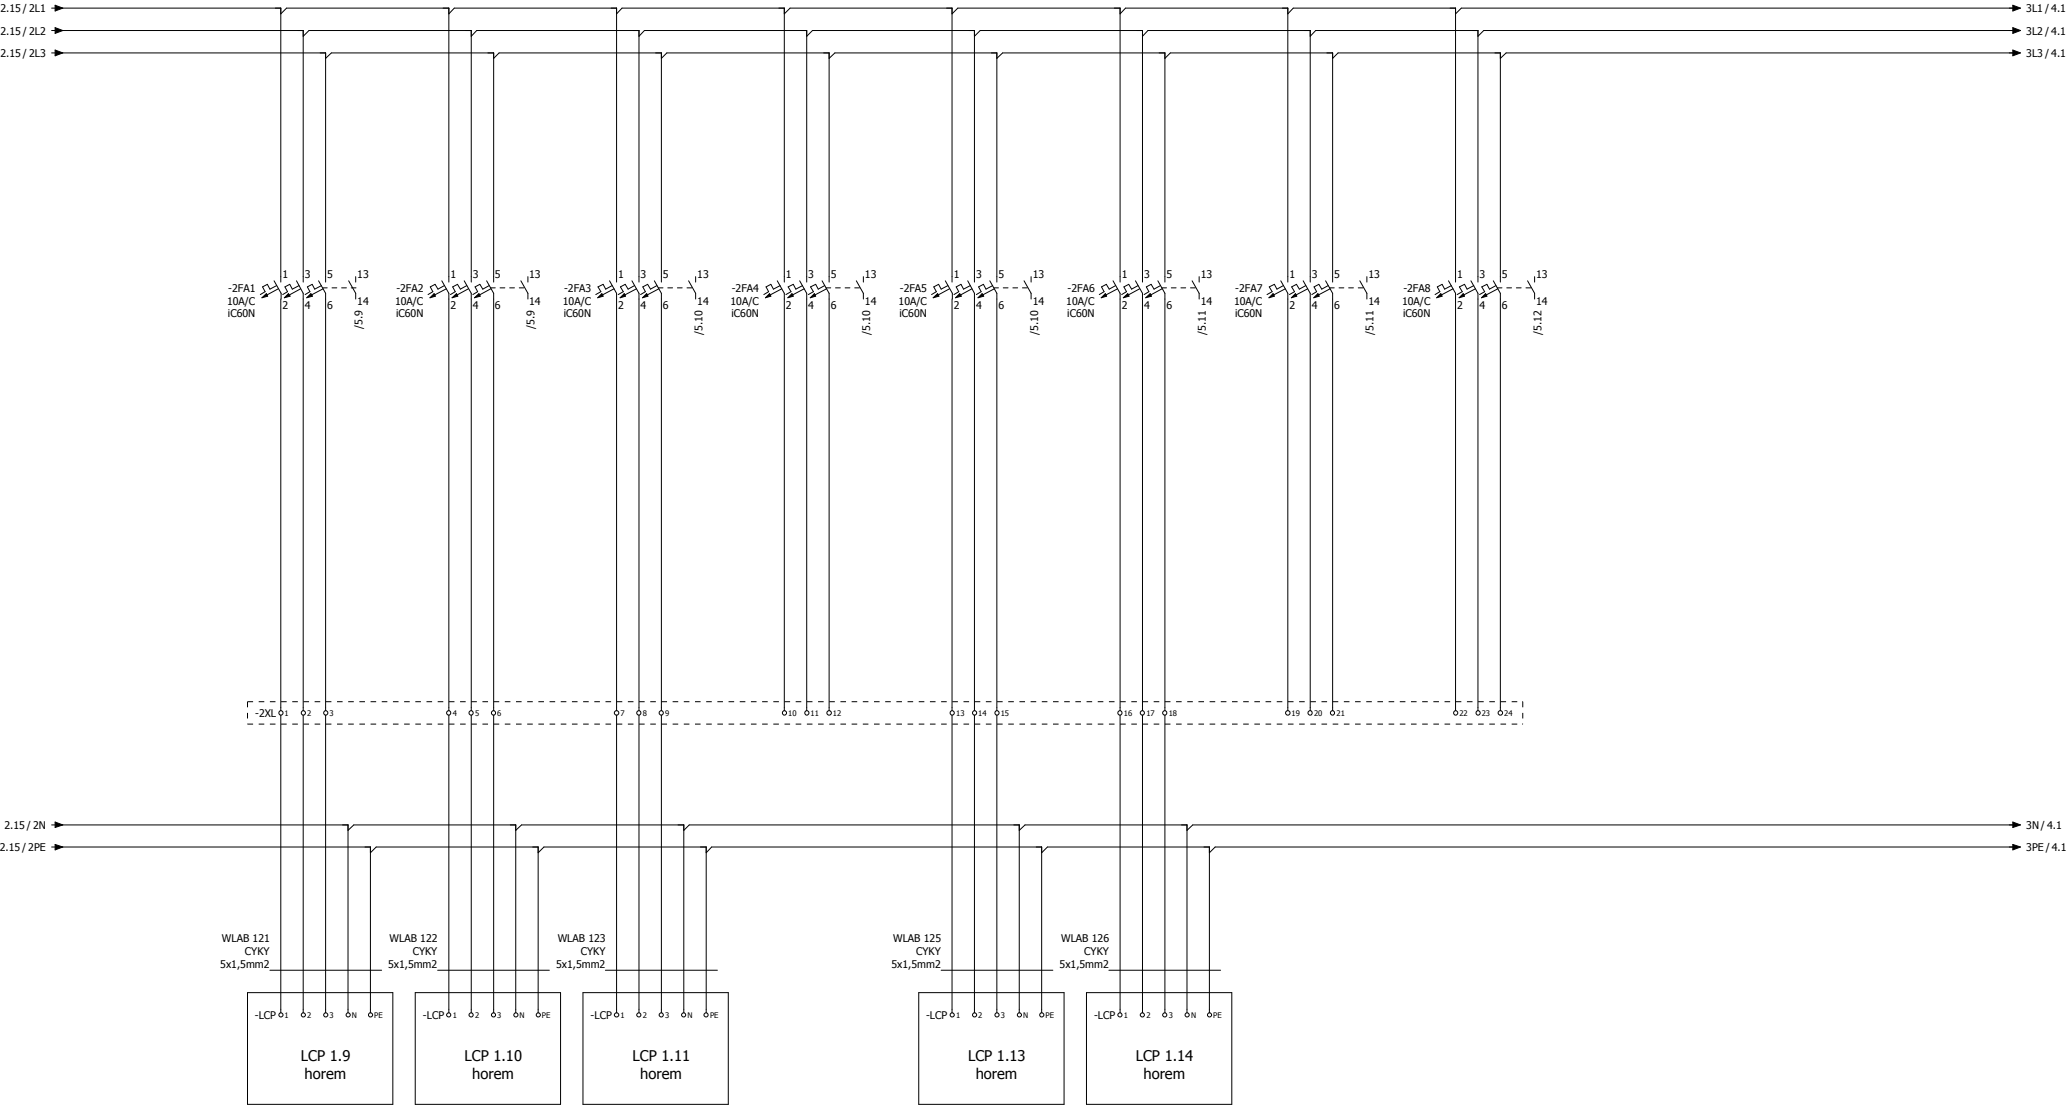 2.15 / 2L1
3L1 / 4.1
2.15 / 2L2
3L2 / 4.1
2.15 / 2L3
3L3 / 4.1
1 3 5 13
-2FA1
10A/C
iC60N
2 4 6 14
/5.9
1 3 5 13
-2FA2
10A/C
iC60N
2 4 6 14
/5.9
1 3 5 13
-2FA3
10A/C
iC60N
2 4 6 14
/5.10
1 3 5 13
-2FA4
10A/C
iC60N
2 4 6 14
/5.10
1 3 5 13
-2FA5
10A/C
iC60N
2 4 6 14
/5.10
1 3 5 13
-2FA6
10A/C
iC60N
2 4 6 14
/5.11
1 3 5 13
-2FA7
10A/C
iC60N
2 4 6 14
/5.11
1 3 5 13
-2FA8
10A/C
iC60N
2 4 6 14
/5.12
-2XL 1 2 3 4 5 6 7 8 9 10 11 12 13 14 15 16 17 18 19 20 21 22 23 24
2.15 / 2N
3N / 4.1
2.15 / 2PE
3PE / 4.1
WLAB 121
CYKY
5x1,5mm2
WLAB 122
CYKY
5x1,5mm2
WLAB 123
CYKY
5x1,5mm2
WLAB 125
CYKY
5x1,5mm2
WLAB 126
CYKY
5x1,5mm2
-LCP 1 2 3 N PE
LCP 1.9
horem
-LCP 1 2 3 N PE
LCP 1.10
horem
-LCP 1 2 3 N PE
LCP 1.11
horem
-LCP 1 2 3 N PE
LCP 1.13
horem
-LCP 1 2 3 N PE
LCP 1.14
horem